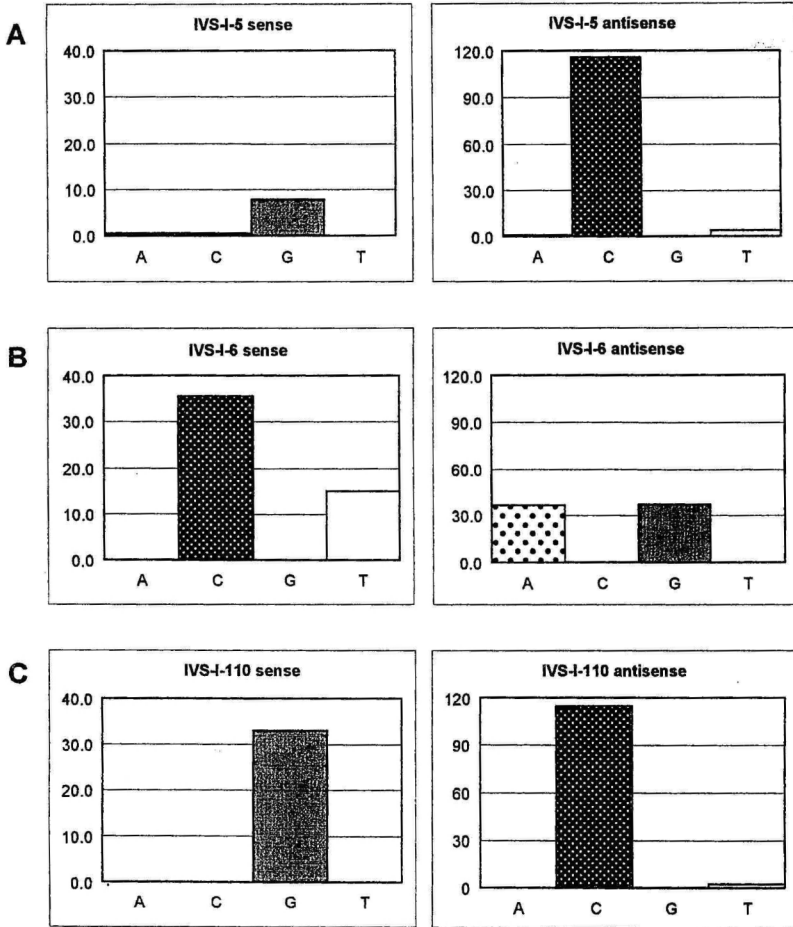 A
IVS-I-5 sense
40.0
30.0
20.0
10.0
0.0
A C G T
IVS-I-5 antisense
120.0
90.0
60.0
30.0
0.0
A C G T
B
IVS-I-6 sense
40.0
30.0
20.0
10.0
0.0
A C G T
IVS-I-6 antisense
120.0
90.0
60.0
30.0
0.0
A C G T
C
IVS-I-110 sense
40.0
30.0
20.0
10.0
0.0
A C G T
IVS-I-110 antisense
120
90
60
30
0
A C G T